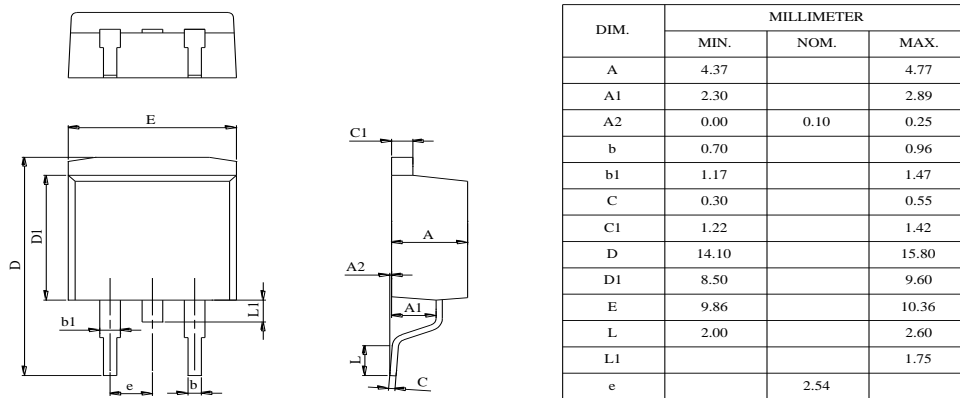 E
D
D1
L1
b1
e
b
C1
A
A2
A1
L
C
DIM. MILLIMETER
MIN. NOM. MAX.
A 4.37 4.77
A1 2.30 2.89
A2 0.00 0.10 0.25
b 0.70 0.96
b1 1.17 1.47
C 0.30 0.55
C1 1.22 1.42
D 14.10 15.80
D1 8.50 9.60
E 9.86 10.36
L 2.00 2.60
L1 1.75
e 2.54